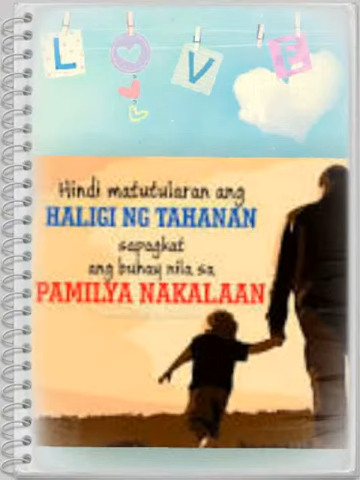 LOVE
Hindi matutularan ang
HALIGI NG TAHANAN
sapagkat
ang buhay nila sa
PAMILYA NAKALAAN